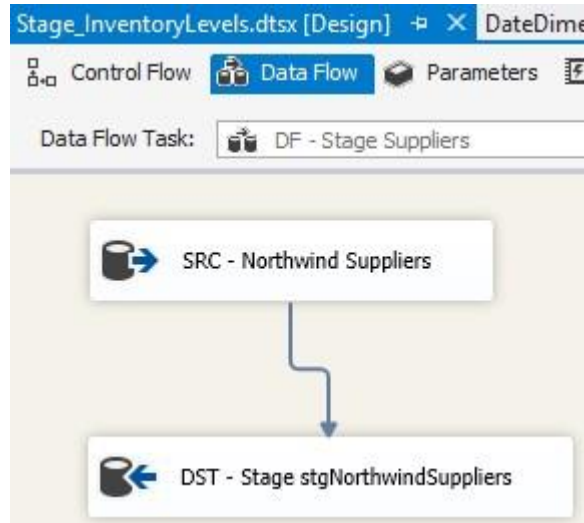 Stage_InventoryLevels.dtsx [Design] DateDime
Control Flow Data Flow Parameters
Data Flow Task: DF - Stage Suppliers
SRC - Northwind Suppliers
DST - Stage stgNorthwindSuppliers